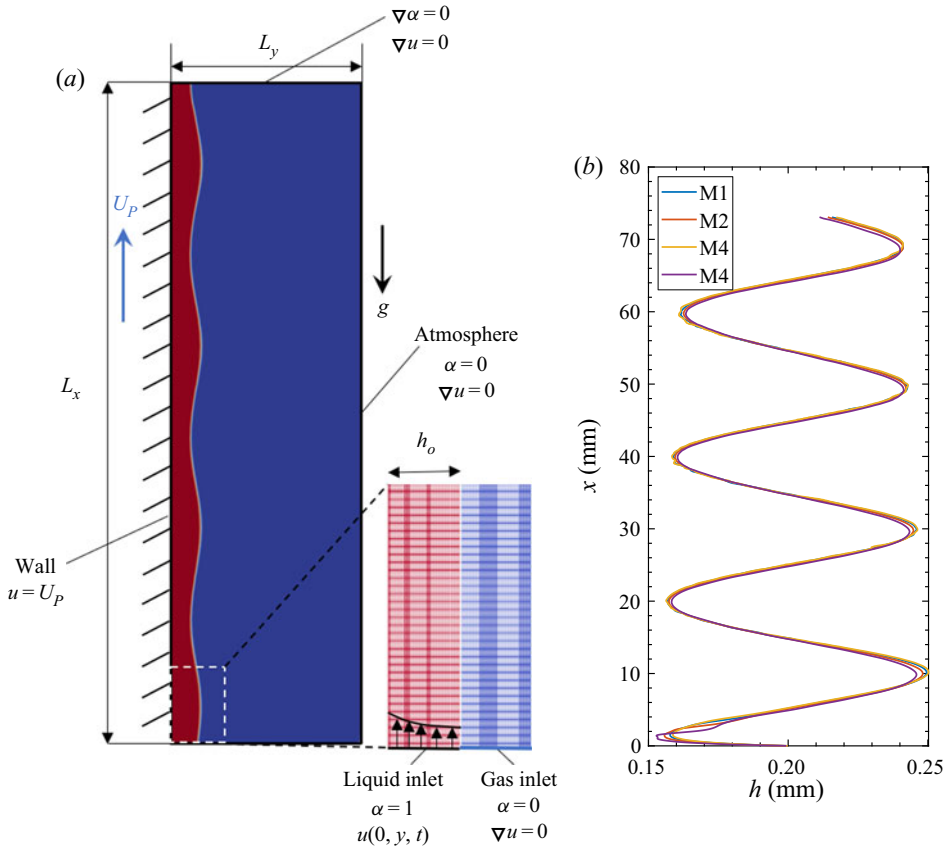 (a)
∇α = 0
∇u = 0
L_y
U_P
g
L_x
Atmosphere
α = 0
∇u = 0
h_o
Wall
u = U_P
Liquid inlet
α = 1
u(0, y, t)
Gas inlet
α = 0
∇u = 0
(b)
80
70
60
50
40
30
20
10
0
x (mm)
M1
M2
M4
M4
0.15
0.20
0.25
h (mm)